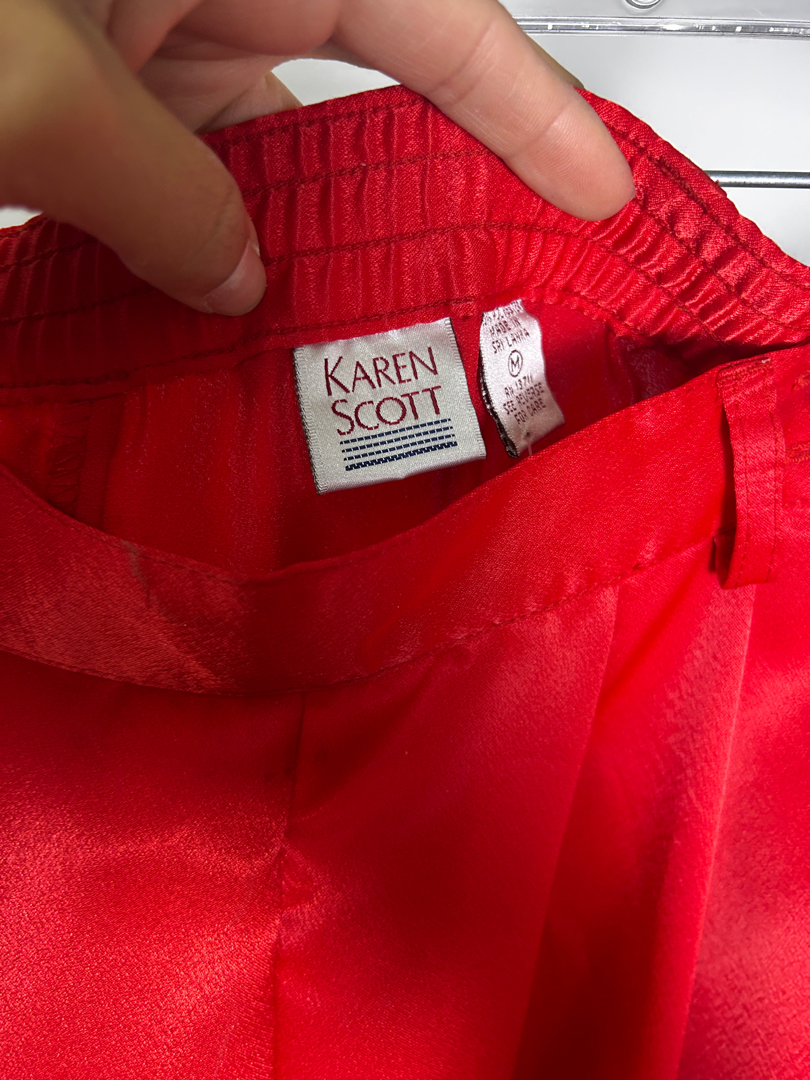 KAREN
SCOTT
MADE IN
SRI LANKA
M
SEE REVERSE
FOR CARE